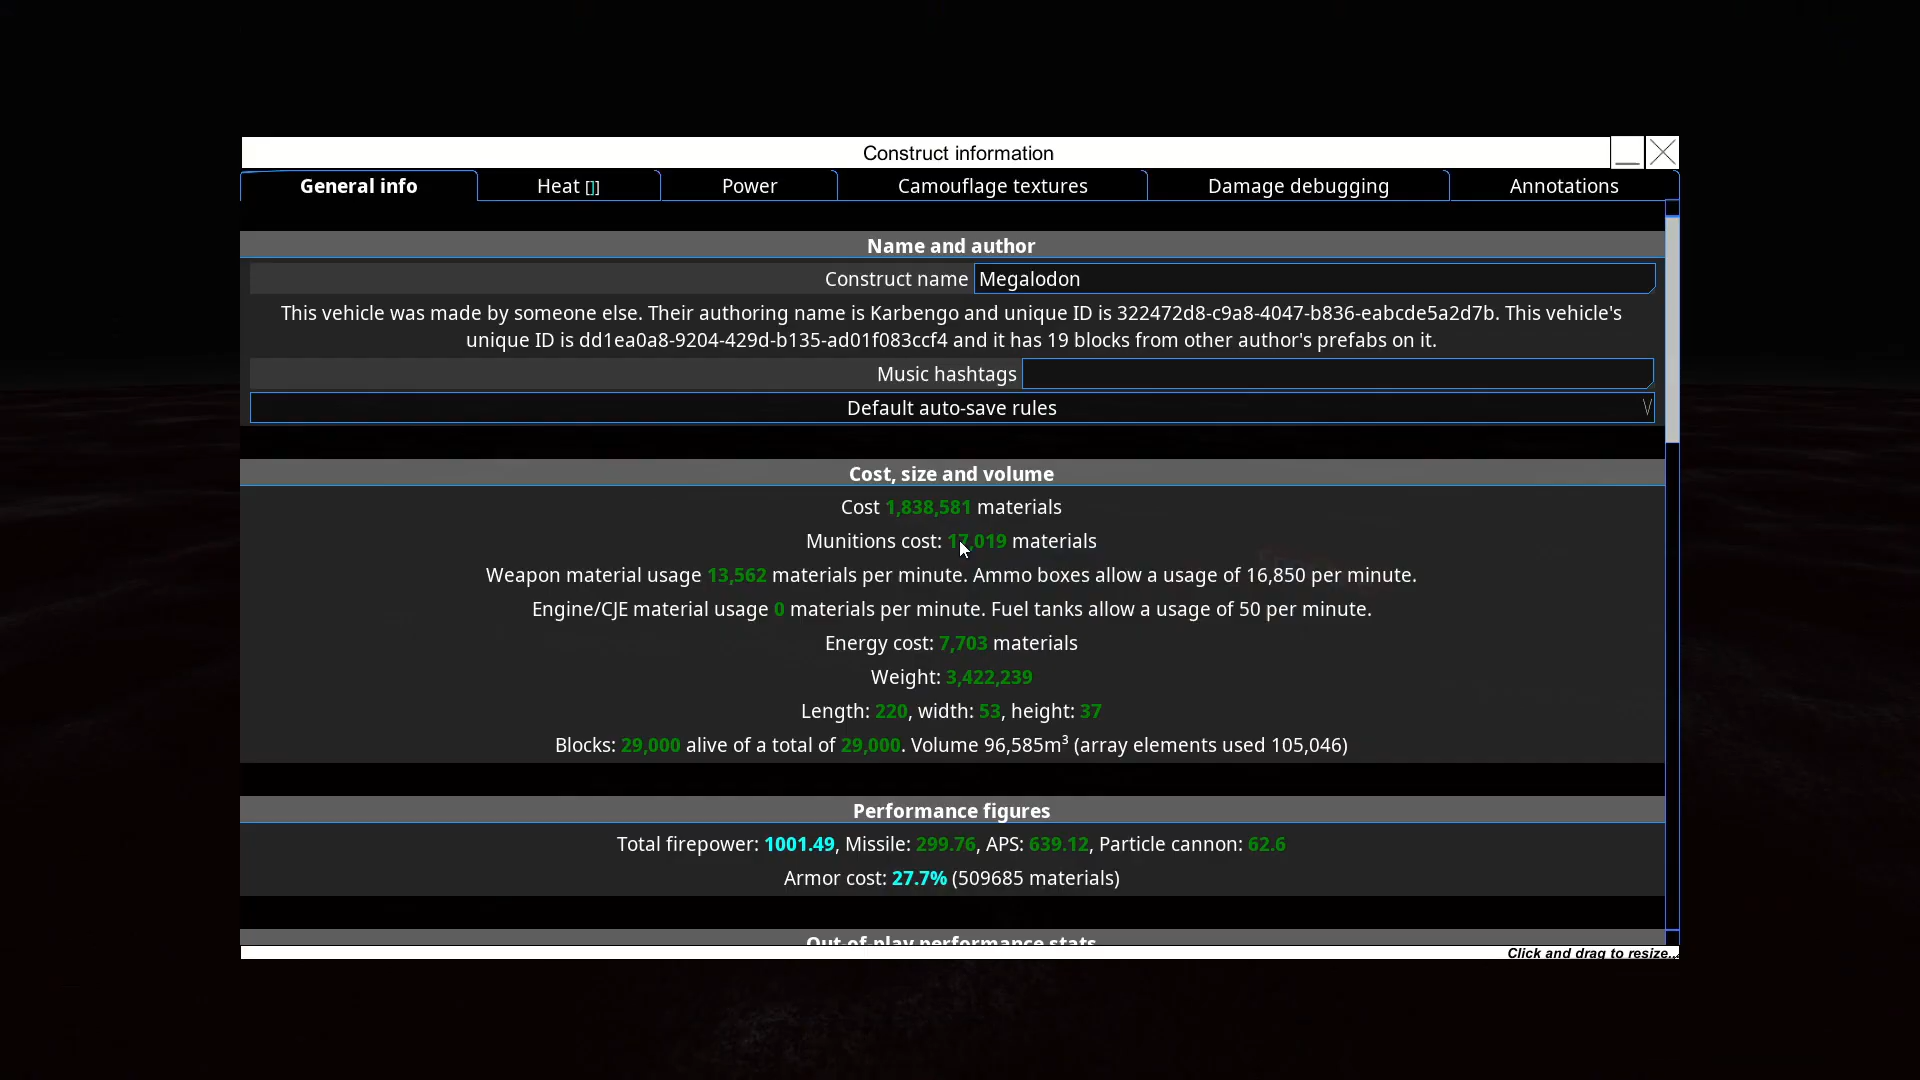 Construct information
General info
Heat []
Power
Camouflage textures
Damage debugging
Annotations
Name and author
Construct name Megalodon
This vehicle was made by someone else. Their authoring name is Karbengo and unique ID is 322472d8-c9a8-4047-b836-eabcde5a2d7b. This vehicle's
unique ID is dd1ea0a8-9204-429d-b135-ad01f083ccf4 and it has 19 blocks from other author's prefabs on it.
Music hashtags
Default auto-save rules
Cost, size and volume
Cost 1,838,581 materials
Munitions cost: 17,019 materials
Weapon material usage 13,562 materials per minute. Ammo boxes allow a usage of 16,850 per minute.
Engine/CJE material usage 0 materials per minute. Fuel tanks allow a usage of 50 per minute.
Energy cost: 7,703 materials
Weight: 3,422,239
Length: 220, width: 53, height: 37
Blocks: 29,000 alive of a total of 29,000. Volume 96,585m³ (array elements used 105,046)
Performance figures
Total firepower: 1001.49, Missile: 299.76, APS: 639.12, Particle cannon: 62.6
Armor cost: 27.7% (509685 materials)
Out-of-play performance stats
Click and drag to resize...